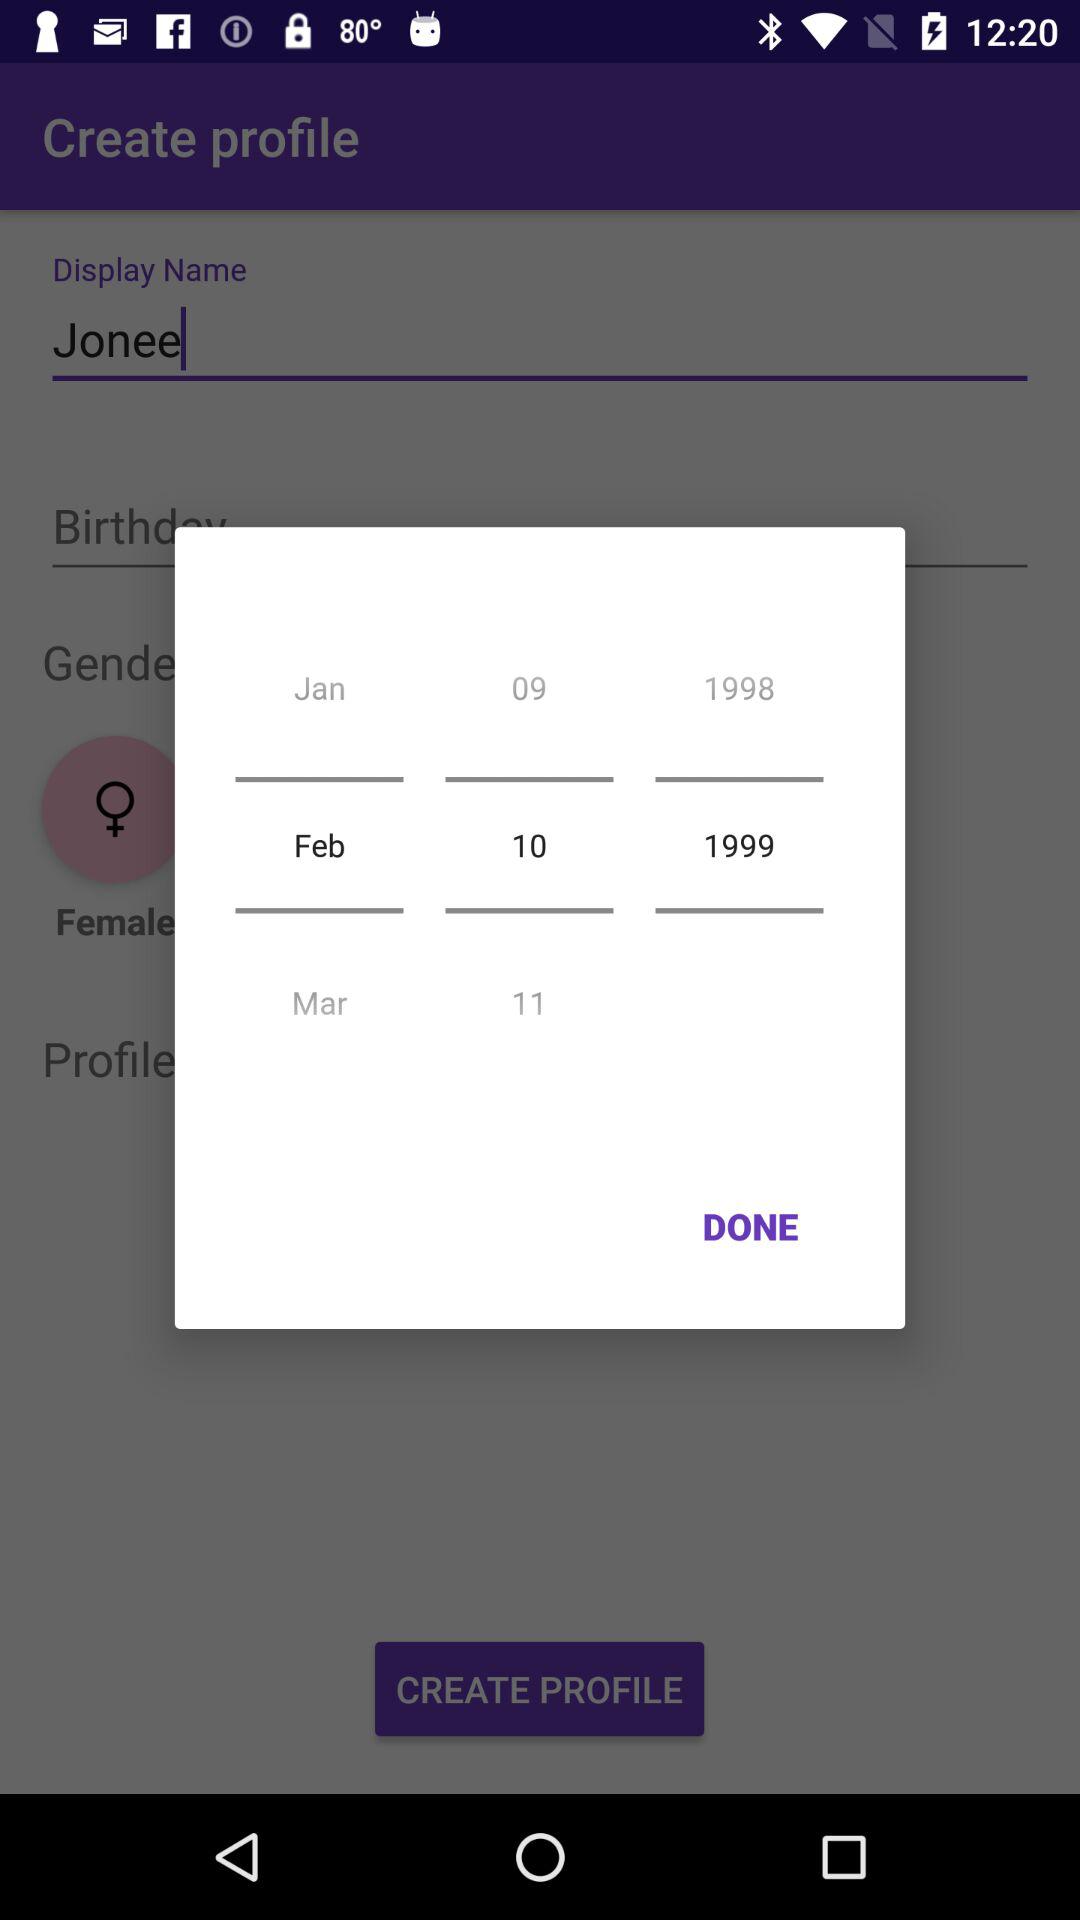 80° 12:20
Create profile
Display Name
Jonee
Birthday
Gende
Jan 09 1998
Feb 10 1999
Female
Mar 11
Profile
DONE
CREATE PROFILE